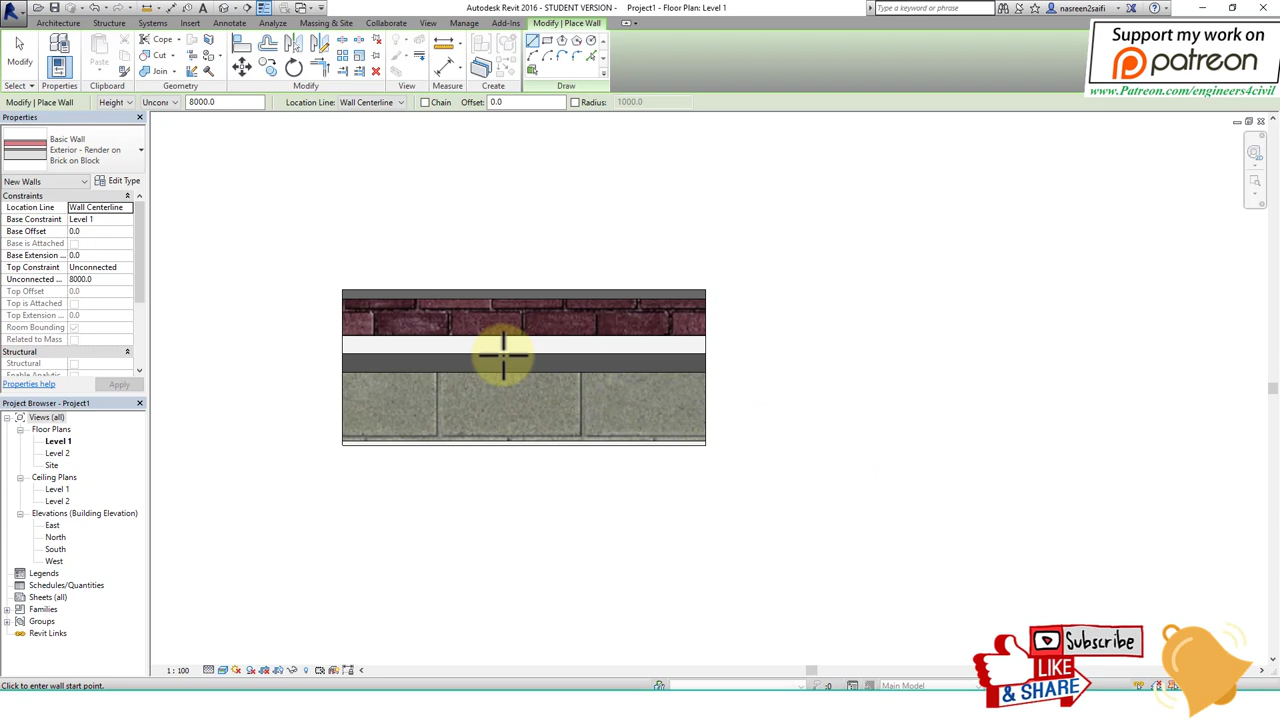 Autodesk Revit 2016 - STUDENT VERSION - Project1 - Floor Plan: Level 1
Type a keyword or phrase
nasreen2saifi
Architecture Structure Systems Insert Annotate Analyze Massing & Site Collaborate View Manage Add-Ins Modify | Place Wall
Support my work on
patreon
www.Patreon.com/engineers4civil
Modify
Paste
Cope
Cut
Join
Select Properties Clipboard Geometry Modify View Measure Create Draw
Modify | Place Wall Height Unconn 8000.0 Location Line: Wall Centerline Chain Offset: 0.0 Radius: 1000.0
Properties
Basic Wall
Exterior - Render on
Brick on Block
New Walls Edit Type
Constraints
Location Line Wall Centerline
Base Constraint Level 1
Base Offset 0.0
Base is Attached
Base Extension ... 0.0
Top Constraint Unconnected
Unconnected ... 8000.0
Top Offset 0.0
Top is Attached
Top Extension ... 0.0
Room Bounding
Related to Mass
Structural
Structural
Enable Analytic
Properties help Apply
Project Browser - Project1
Views (all)
Floor Plans
Level 1
Level 2
Site
Ceiling Plans
Level 1
Level 2
Elevations (Building Elevation)
East
North
South
West
Legends
Schedules/Quantities
Sheets (all)
Families
Groups
Revit Links
1 : 100
Click to enter wall start point.
:0
Main Model
Subscribe
LIKE
& SHARE